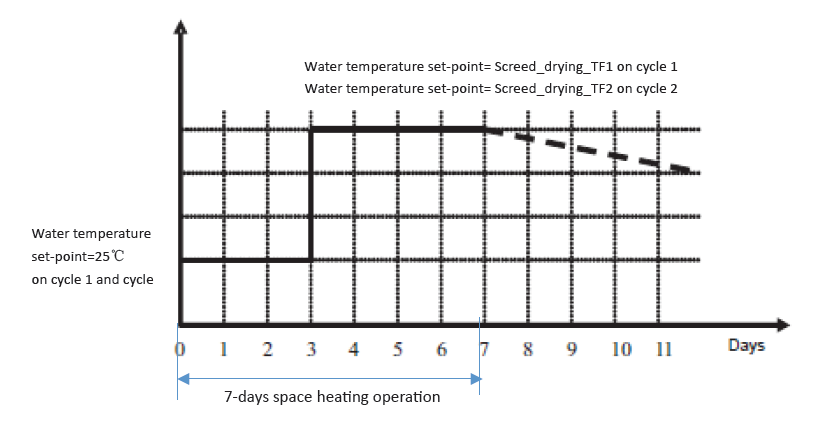 Water temperature set-point= Screed_drying_TF1 on cycle 1
Water temperature set-point= Screed_drying_TF2 on cycle 2
Water temperature
set-point=25℃
on cycle 1 and cycle
0 1 2 3 4 5 6 7 8 9 10 11 Days
7-days space heating operation